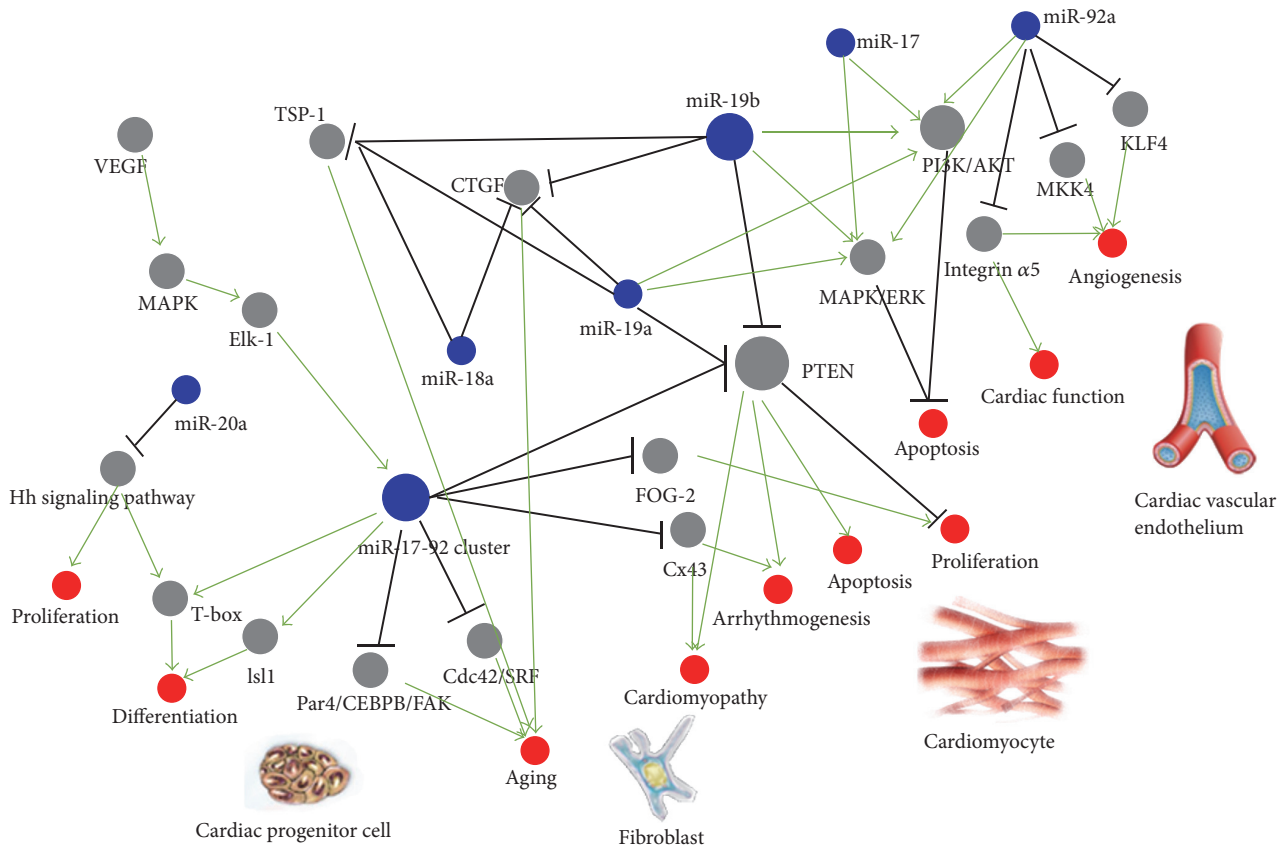 miR-92a
miR-17
miR-19b
TSP-1
KLF4
VEGF
PI3K/AKT
CTGF
MKK4
Integrin α5
Angiogenesis
MAPK
MAPK/ERK
miR-19a
Elk-1
PTEN
miR-18a
Cardiac function
miR-20a
Apoptosis
Hh signaling pathway
FOG-2
Cardiac vascular
endothelium
miR-17-92 cluster
Cx43
Proliferation
Apoptosis
Proliferation
T-box
Arrhythmogenesis
lsl1
Cdc42/SRF
Par4/CEBPB/FAK
Cardiomyopathy
Differentiation
Cardiomyocyte
Aging
Cardiac progenitor cell
Fibroblast